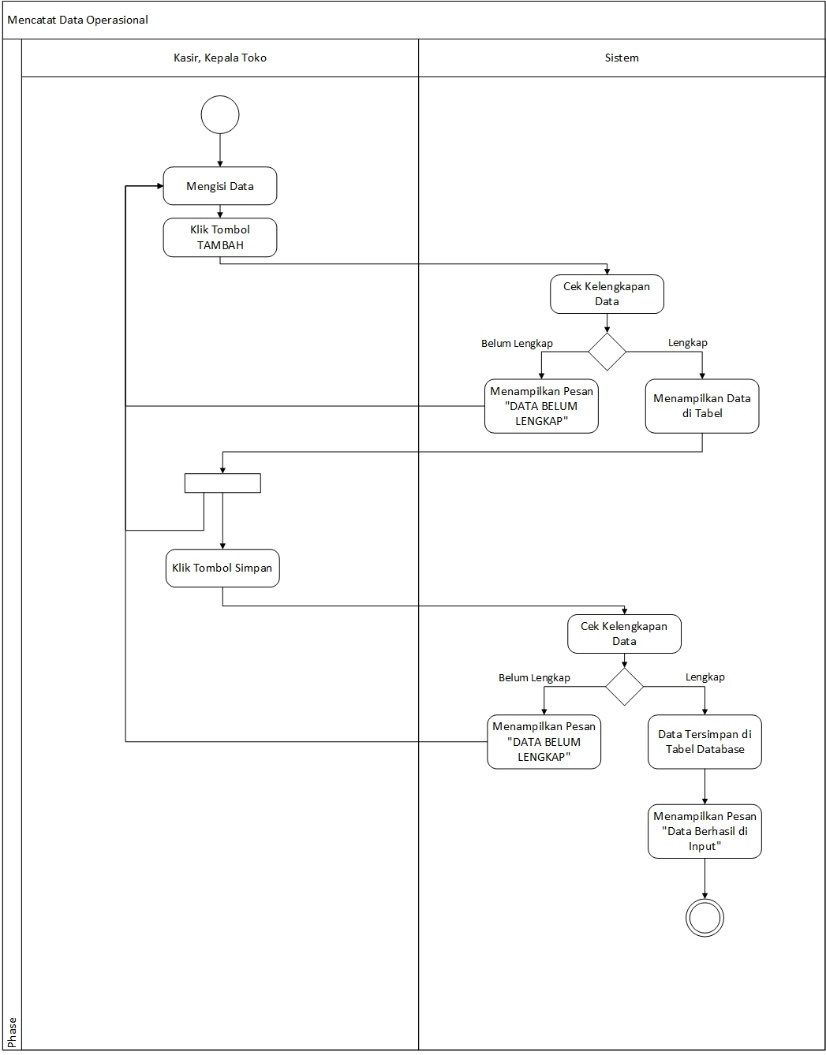 Mencatat Data Operasional
Kasir, Kepala Toko
Sistem
Mengisi Data
Klik Tombol
TAMBAH
Cek Kelengkapan
Data
Belum Lengkap
Lengkap
Menampilkan Pesan
"DATA BELUM
LENGKAP"
Menampilkan Data
di Tabel
Klik Tombol Simpan
Cek Kelengkapan
Data
Belum Lengkap
Lengkap
Menampilkan Pesan
"DATA BELUM
LENGKAP"
Data Tersimpan di
Tabel Database
Menampilkan Pesan
"Data Berhasil di
Input"
Phase